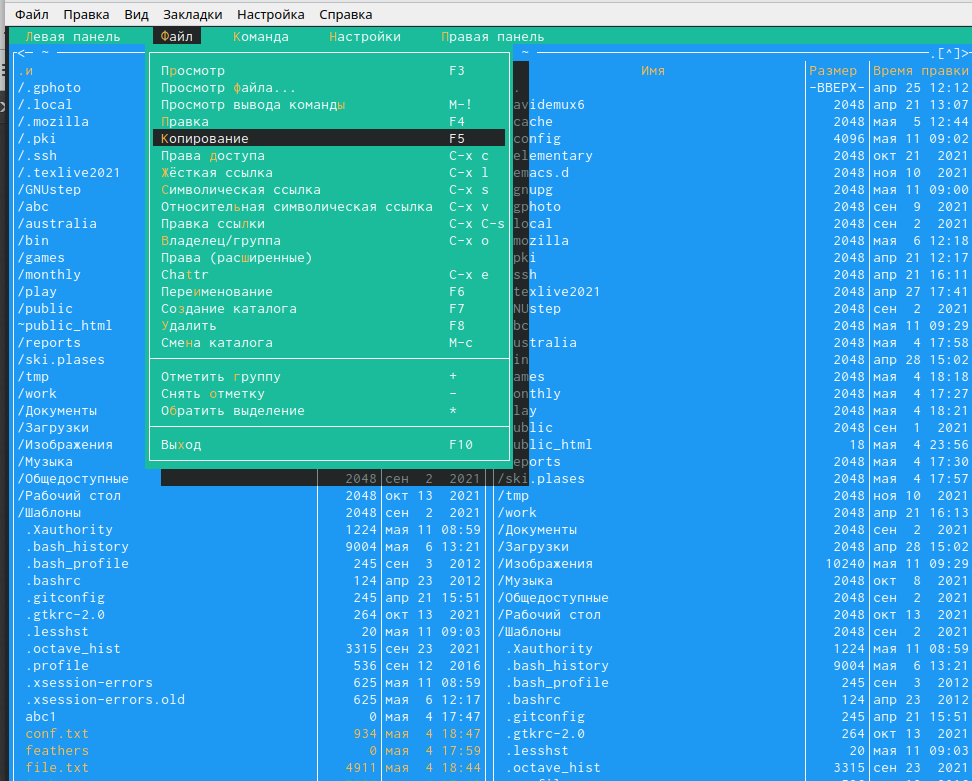 Файл Правка Вид Закладки Настройка Справка
Левая панель Файл Команда Настройки Правая панель
<— ~ ~ .[^]>
.и Просмотр F3 Имя Размер Время правки
/.gphoto Просмотр файла... . -ВВЕРХ- апр 25 12:12
/.local Просмотр вывода команды M-! avidemux6 2048 апр 21 13:07
/.mozilla Правка F4 cache 2048 мая 5 12:44
/.pki Копирование F5 config 4096 мая 11 09:02
/.ssh Права доступа C-x c elementary 2048 окт 21 2021
/.texlive2021 Жёсткая ссылка C-x l emacs.d 2048 ноя 10 2021
/GNUstep Символическая ссылка C-x s gnupg 2048 мая 11 09:00
/abc Относительная символическая ссылка C-x v gphoto 2048 сен 9 2021
/australia Правка ссылки C-x C-s local 2048 сен 2 2021
/bin Владелец/группа C-x o mozilla 2048 мая 6 12:18
/games Права (расширенные) pki 2048 апр 21 12:17
/monthly Chattr C-x e ssh 2048 апр 21 16:11
/play Переименование F6 texlive2021 2048 апр 27 17:41
/public Создание каталога F7 NUstep 2048 сен 2 2021
~public_html Удалить F8 bc 2048 мая 11 09:29
/reports Смена каталога M-c ustralia 2048 мая 4 17:58
/ski.plases in 2048 апр 28 15:02
/tmp Отметить группу + ames 2048 мая 4 18:18
/work Снять отметку - onthly 2048 мая 4 17:27
/Документы Обратить выделение * lay 2048 мая 4 18:21
/Загрузки ublic 2048 сен 1 2021
/Изображения Выход F10 ublic_html 18 мая 4 23:56
/Музыка eports 2048 мая 4 17:30
/Общедоступные 2048 сен 2 2021 /ski.plases 2048 мая 4 17:57
/Рабочий стол 2048 окт 13 2021 /tmp 2048 ноя 10 2021
/Шаблоны 2048 сен 2 2021 /work 2048 апр 21 16:13
.Xauthority 1224 мая 11 08:59 /Документы 2048 сен 2 2021
.bash_history 9004 мая 6 13:21 /Загрузки 2048 апр 28 15:02
.bash_profile 245 сен 3 2012 /Изображения 10240 мая 11 09:29
.bashrc 124 апр 23 2012 /Музыка 2048 окт 8 2021
.gitconfig 245 апр 21 15:51 /Общедоступные 2048 сен 2 2021
.gtkrc-2.0 264 окт 13 2021 /Рабочий стол 2048 окт 13 2021
.lesshst 20 мая 11 09:03 /Шаблоны 2048 сен 2 2021
.octave_hist 3315 сен 23 2021 .Xauthority 1224 мая 11 08:59
.profile 536 сен 12 2016 .bash_history 9004 мая 6 13:21
.xsession-errors 625 мая 11 08:59 .bash_profile 245 сен 3 2012
.xsession-errors.old 625 мая 6 12:17 .bashrc 124 апр 23 2012
abc1 0 мая 4 17:47 .gitconfig 245 апр 21 15:51
conf.txt 934 мая 4 18:47 .gtkrc-2.0 264 окт 13 2021
feathers 0 мая 4 17:59 .lesshst 20 мая 11 09:03
file.txt 4911 мая 4 18:44 .octave_hist 3315 сен 23 2021